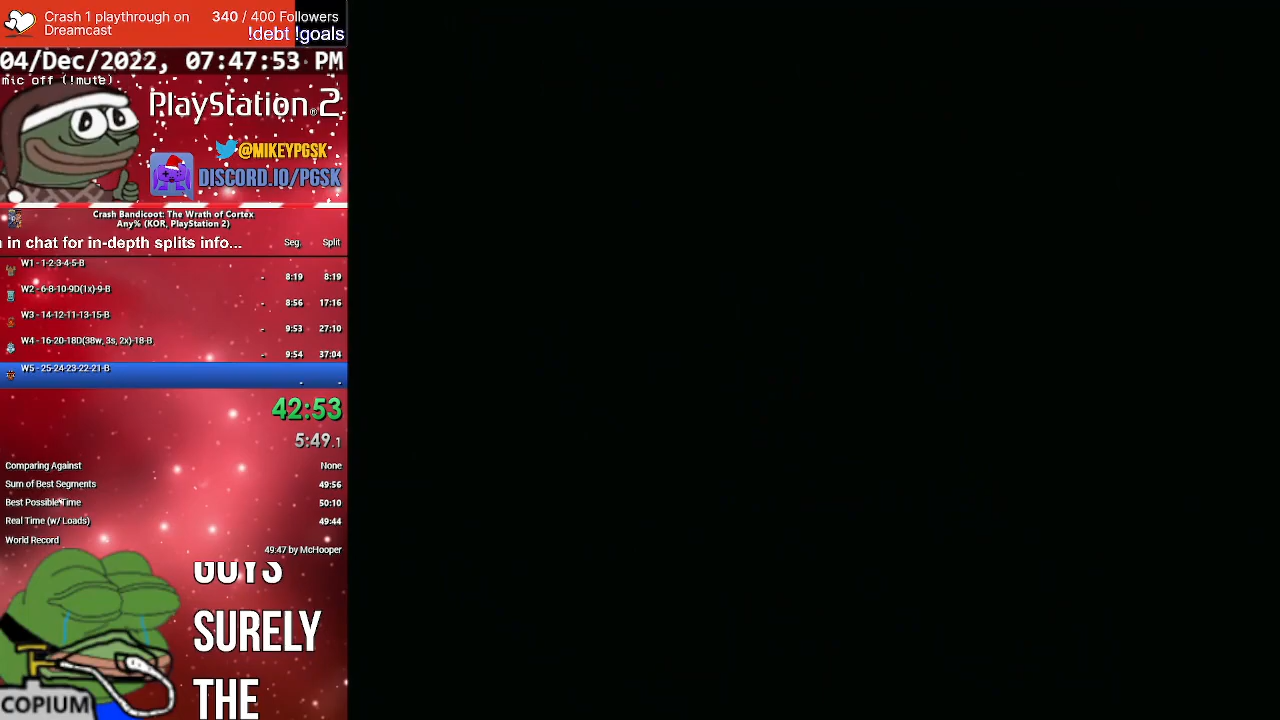 Crash 1 playthrough on Dreamcast
340 / 400 Followers
!debt !goals
04/Dec/2022, 07:47:53 PM
mic off (!mute)
PlayStation®2
@MIKEYPGSK
DISCORD.IO/PGSK
Crash Bandicoot: The Wrath of Cortex
Any% (KOR, PlayStation 2)
in chat for in-depth splits info... Seg. Split
W1 - 1-2-3-4-5-B
- 8:19 8:19
W2 - 6-8-10-9D(1x)-9-B
- 8:56 17:16
W3 - 14-12-11-13-15-B
- 9:53 27:10
W4 - 16-20-18D(38w, 3s, 2x)-18-B
- 9:54 37:04
W5 - 25-24-23-22-21-B
- -
42:53
5:49.1
Comparing Against None
Sum of Best Segments 49:56
Best Possible Time 50:10
Real Time (w/ Loads) 49:44
World Record
49:47 by McHooper
GUYS
SURELY
THE
COPIUM